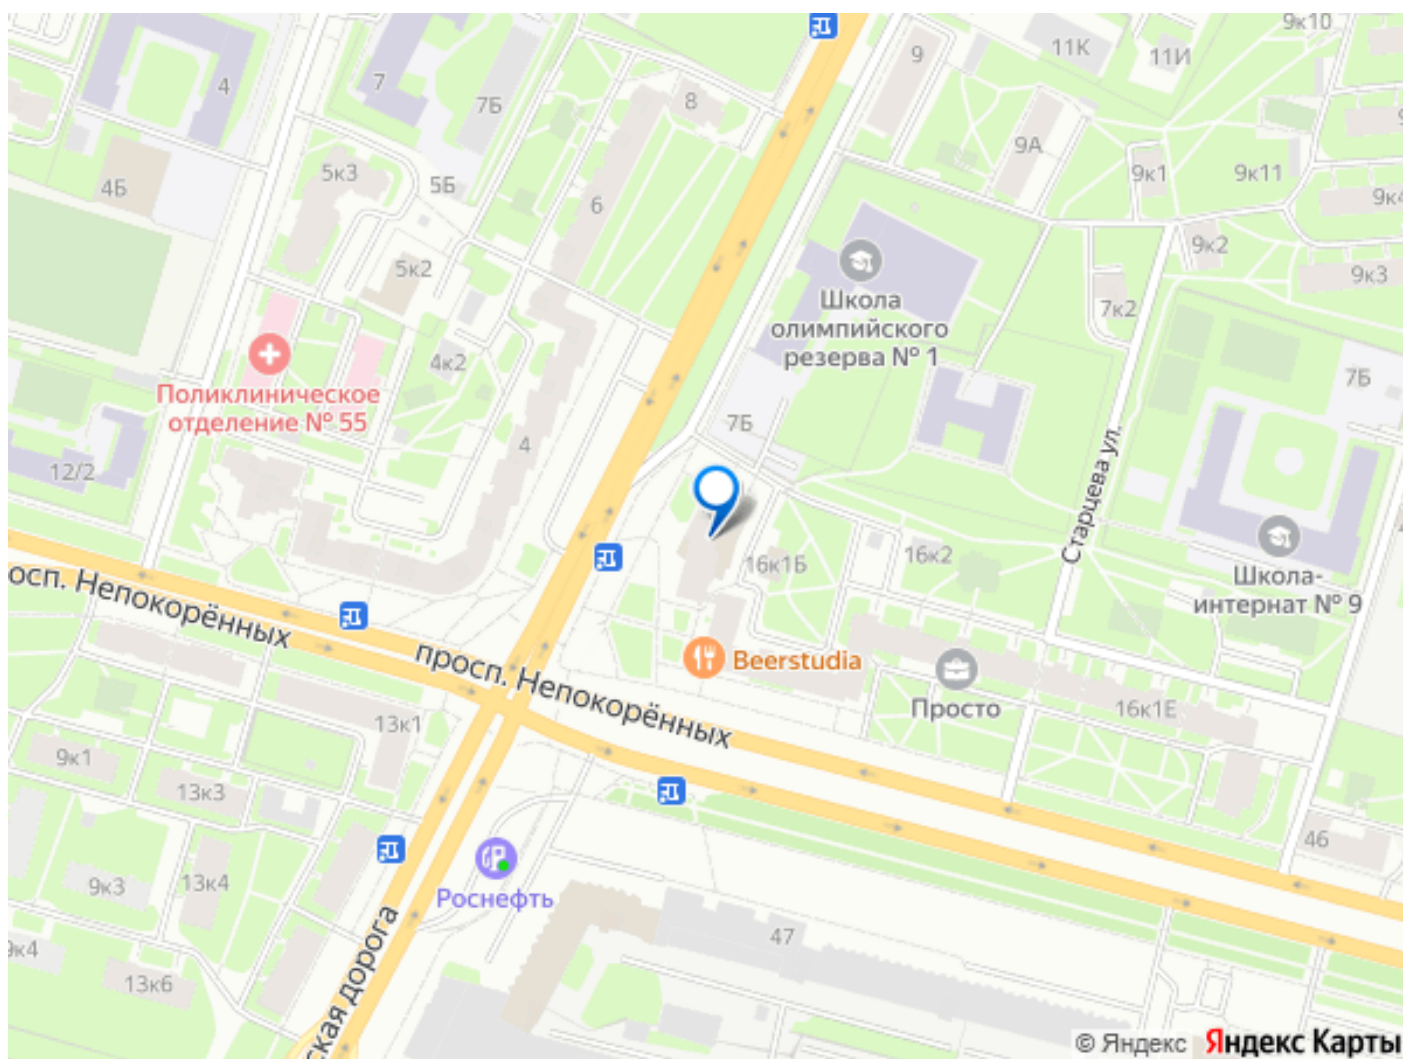 9к10
11К
11И
9
4
7
7Б
8
9А
5к3
5Б
4Б
6
9к1
9к11
9к4
9к2
5к2
9к3
Школа
олимпийского
резерва № 1
7к2
4к2
7Б
Поликлиническое
отделение № 55
7Б
4
12/2
Старцева ул.
16к1Б
16к2
Школа-
интернат № 9
осп. Непокорённых
просп. Непокорённых
Beerstudia
Просто
16к1Е
13к1
9к1
13к3
46
9к3
13к4
Роснефть
47
9к4
13к6
ская дорога
© Яндекс Яндекс Карты